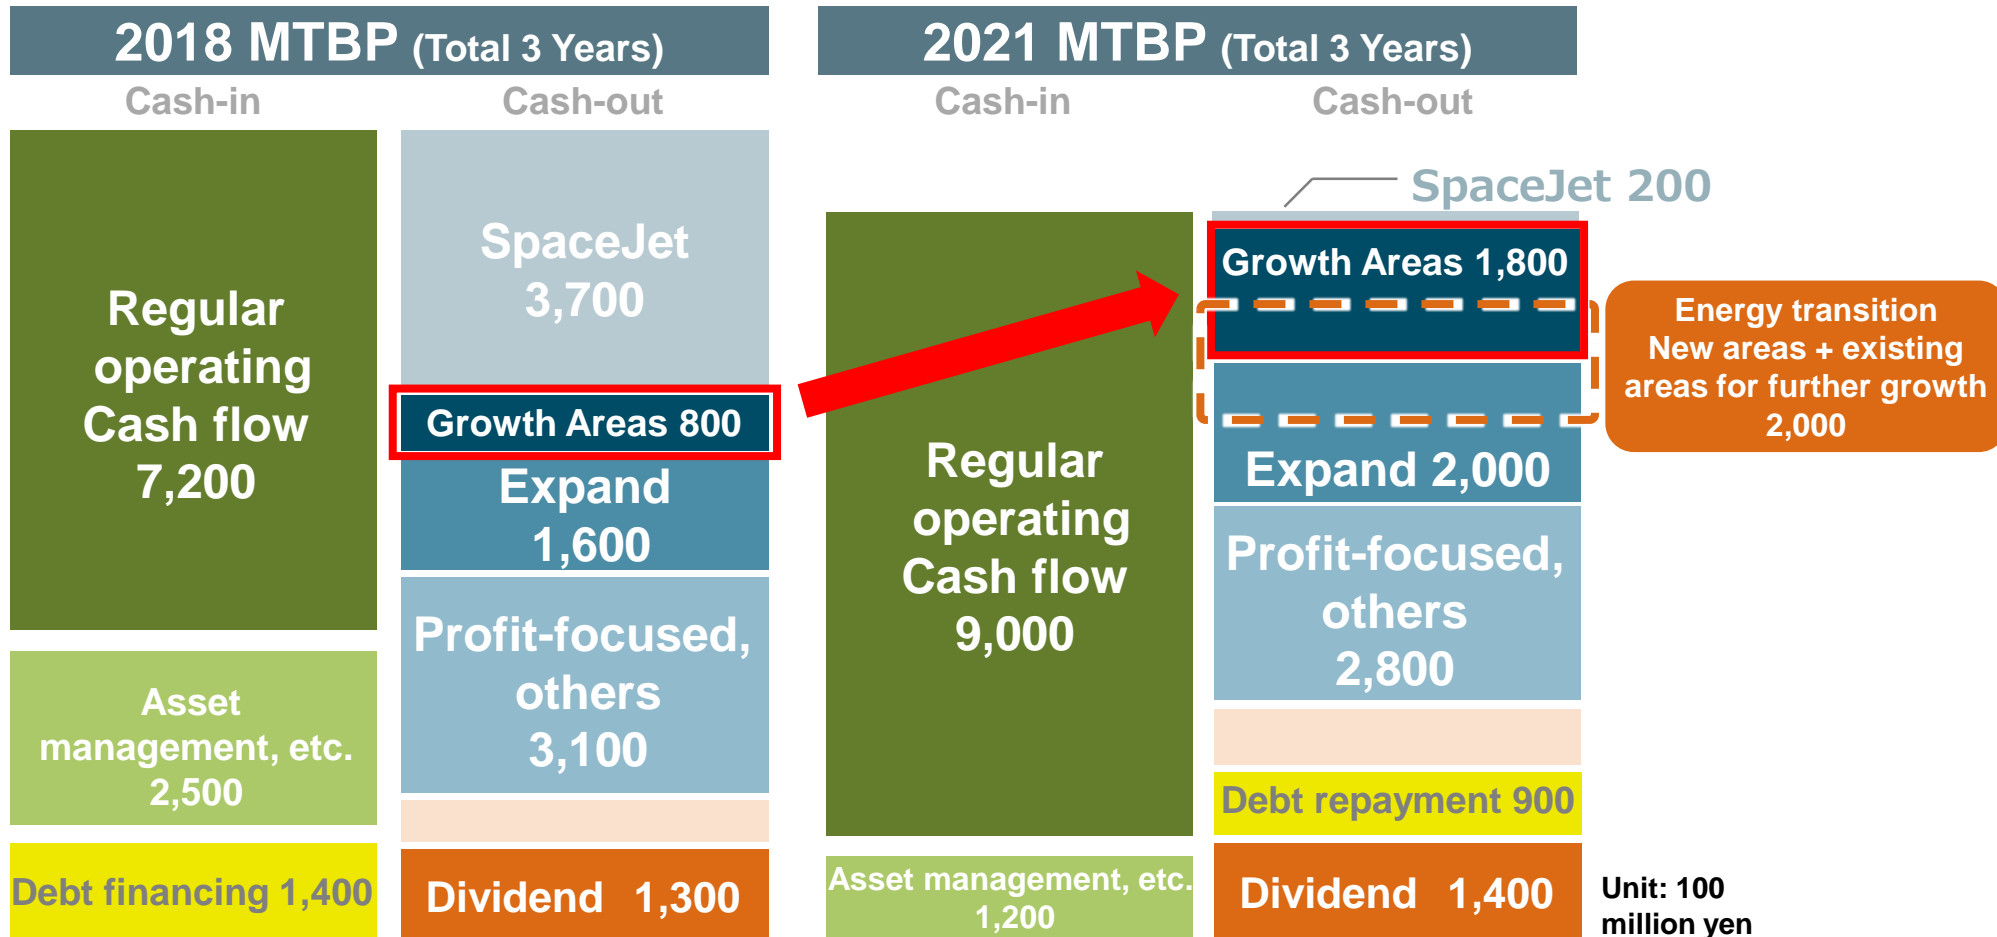 2018 MTBP (Total 3 Years)
Cash-in
Cash-out
Regular
operating
Cash flow
7,200
Asset
management, etc.
2,500
Debt financing 1,400
SpaceJet
3,700
Growth Areas 800
Expand
1,600
Profit-focused,
others
3,100
Dividend 1,300
2021 MTBP (Total 3 Years)
Cash-in
Cash-out
Regular
operating
Cash flow
9,000
Asset management, etc.
1,200
SpaceJet 200
Growth Areas 1,800
Expand 2,000
Profit-focused,
others
2,800
Debt repayment 900
Dividend 1,400
Energy transition
New areas + existing
areas for further growth
2,000
Unit: 100
million yen